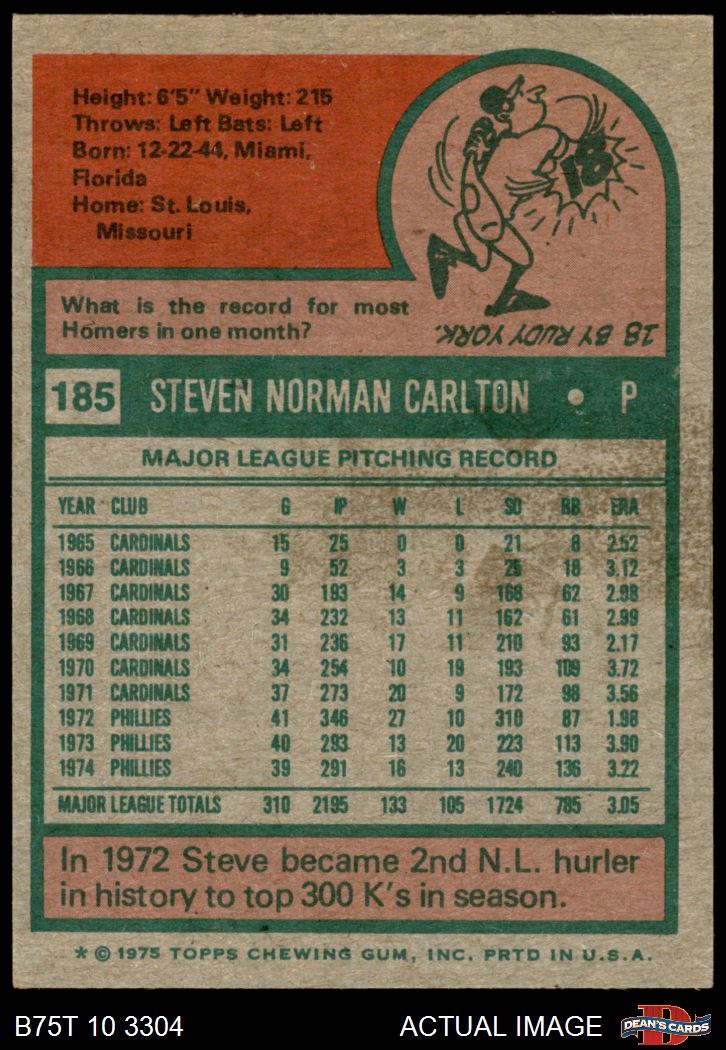 Height: 6'5" Weight: 215
Throws: Left Bats: Left
Born: 12-22-44, Miami,
Florida
Home: St. Louis,
Missouri
18
What is the record for most
Homers in one month?
18 BY RUDY YORK.
185 STEVEN NORMAN CARLTON • P
MAJOR LEAGUE PITCHING RECORD
YEAR CLUB G IP W L SO BB ERA
1965 CARDINALS 15 25 0 0 21 8 2.52
1966 CARDINALS 9 52 3 3 25 18 3.12
1967 CARDINALS 30 193 14 9 168 62 2.98
1968 CARDINALS 34 232 13 11 162 61 2.99
1969 CARDINALS 31 236 17 11 210 93 2.17
1970 CARDINALS 34 254 10 19 193 109 3.72
1971 CARDINALS 37 273 20 9 172 98 3.56
1972 PHILLIES 41 346 27 10 310 87 1.98
1973 PHILLIES 40 293 13 20 223 113 3.90
1974 PHILLIES 39 291 16 13 240 136 3.22
MAJOR LEAGUE TOTALS 310 2195 133 105 1724 785 3.05
In 1972 Steve became 2nd N.L. hurler
in history to top 300 K's in season.
* © 1975 TOPPS CHEWING GUM, INC. PRTD IN U.S.A.
B75T 10 3304 ACTUAL IMAGE D DEAN'S CARDS